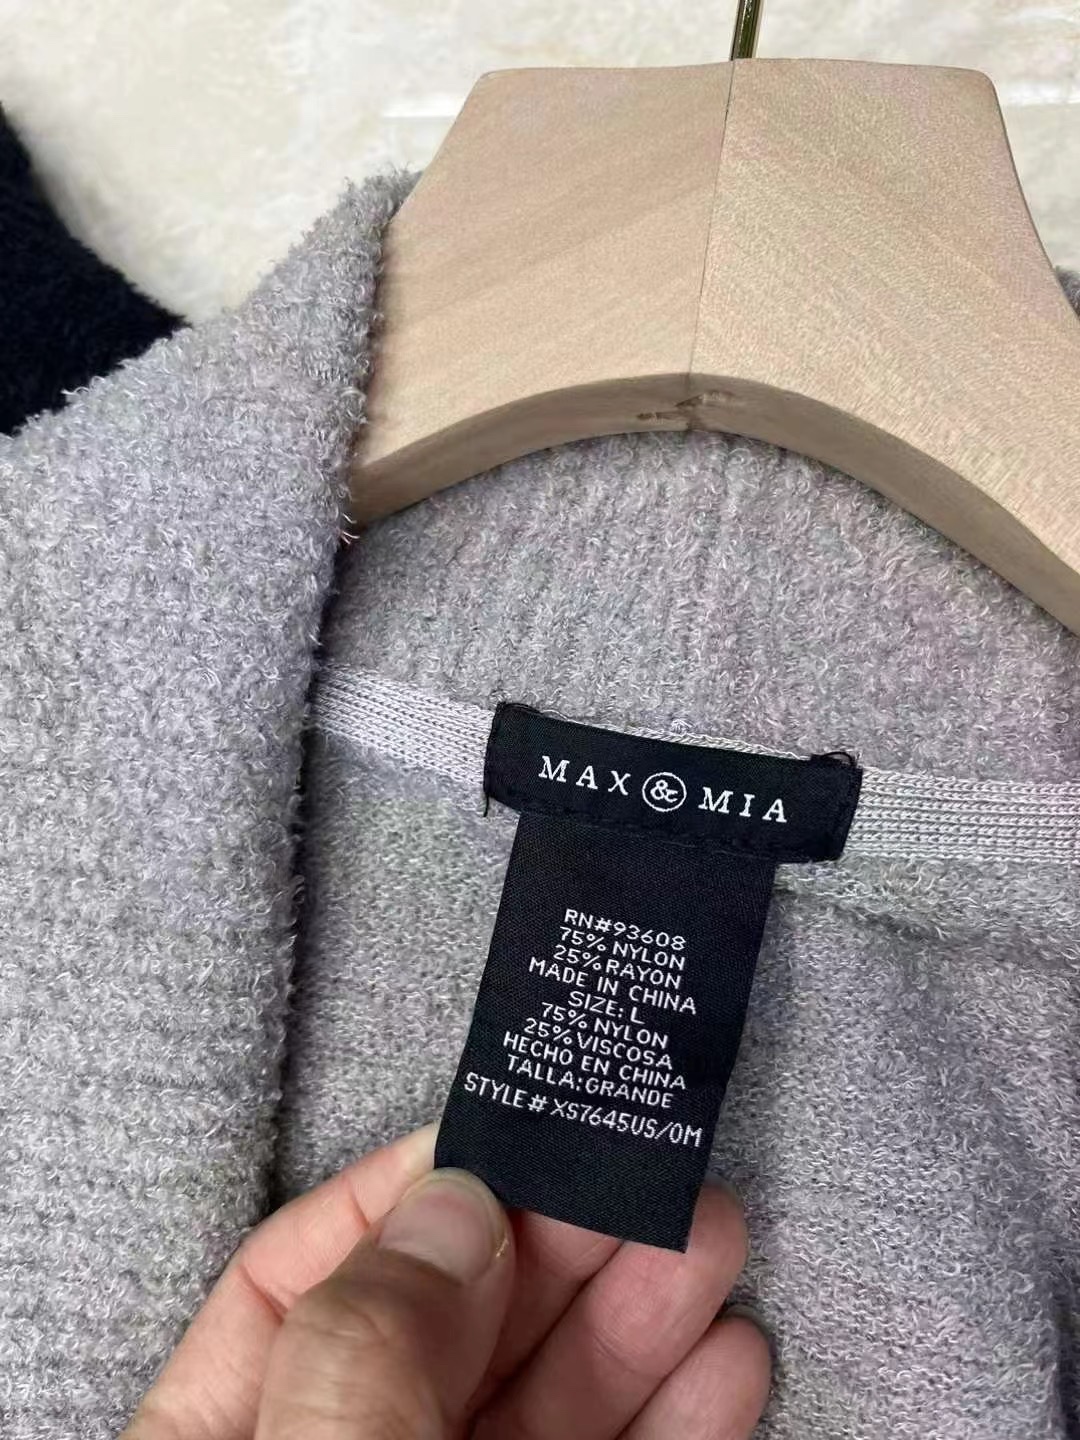 MAX & MIA
RN#93608
75% NYLON
25% RAYON
MADE IN CHINA
SIZE: L
75% NYLON
25% VISCOSA
HECHO EN CHINA
TALLA:GRANDE
STYLE # XS7645US/0M